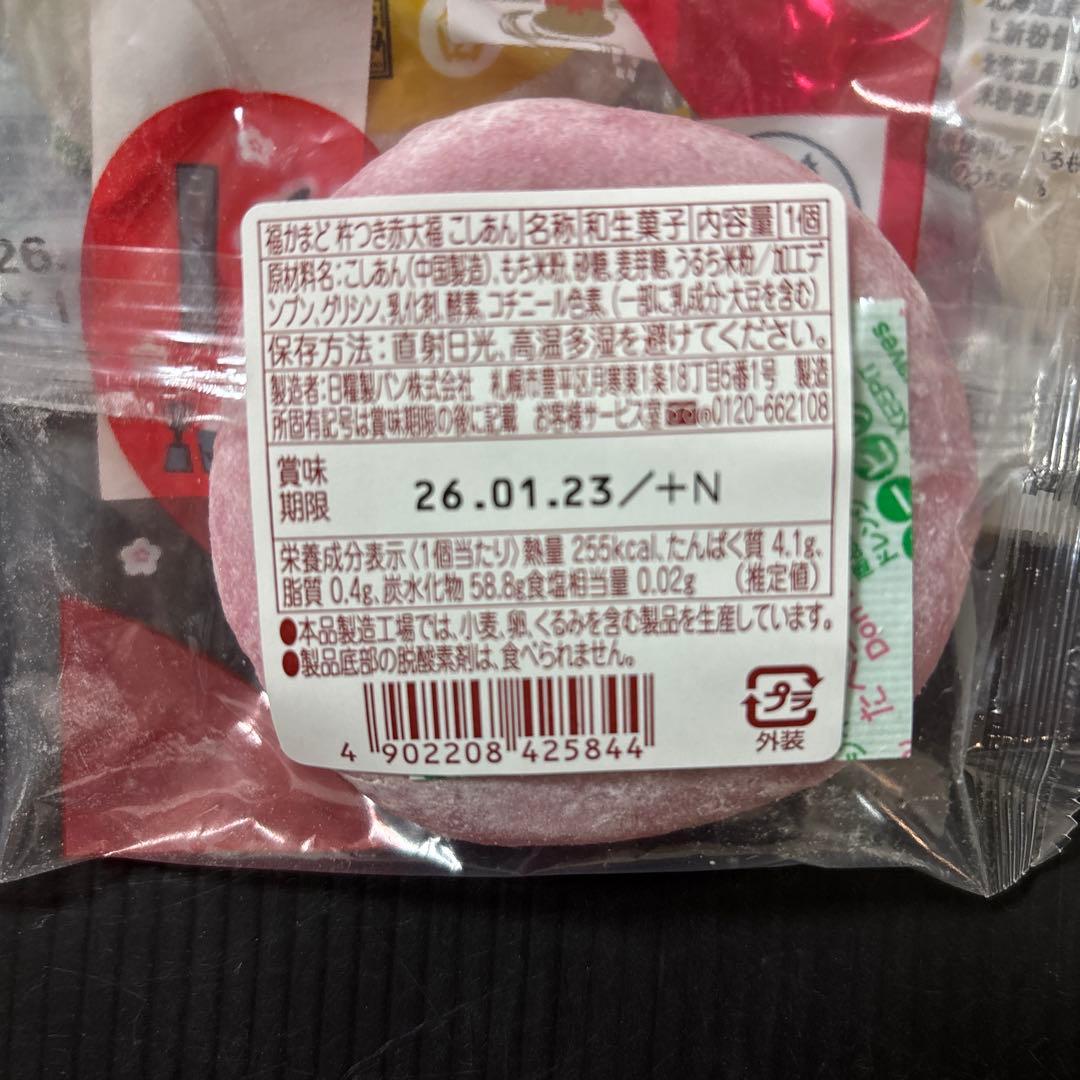 福かまど 杵つき赤大福 こしあん 名称 和生菓子 内容量 1個
原材料名:こしあん(中国製造)、もち米粉、砂糖、麦芽糖、うるち米粉/加工デ
ンプン、グリシン、乳化剤、酵素、コチニール色素、(一部に乳成分・大豆を含む)
保存方法:直射日光、高温多湿を避けてください。
製造者:日糧製パン株式会社 札幌市豊平区月寒東1条18丁目5番1号 製造
所固有記号は賞味期限の後に記載 お客様サービス室 0120-662108
賞味
期限
26.01.23/+N
栄養成分表示〈1個当たり〉熱量 255kcal、たんぱく質 4.1g、
脂質 0.4g、炭水化物 58.8g食塩相当量 0.02g (推定値)
●本品製造工場では、小麦、卵、くるみを含む製品を生産しています。
●製品底部の脱酸素剤は、食べられません。
4 902208 425844
プラ
外装
26.
KEEPIT
Don